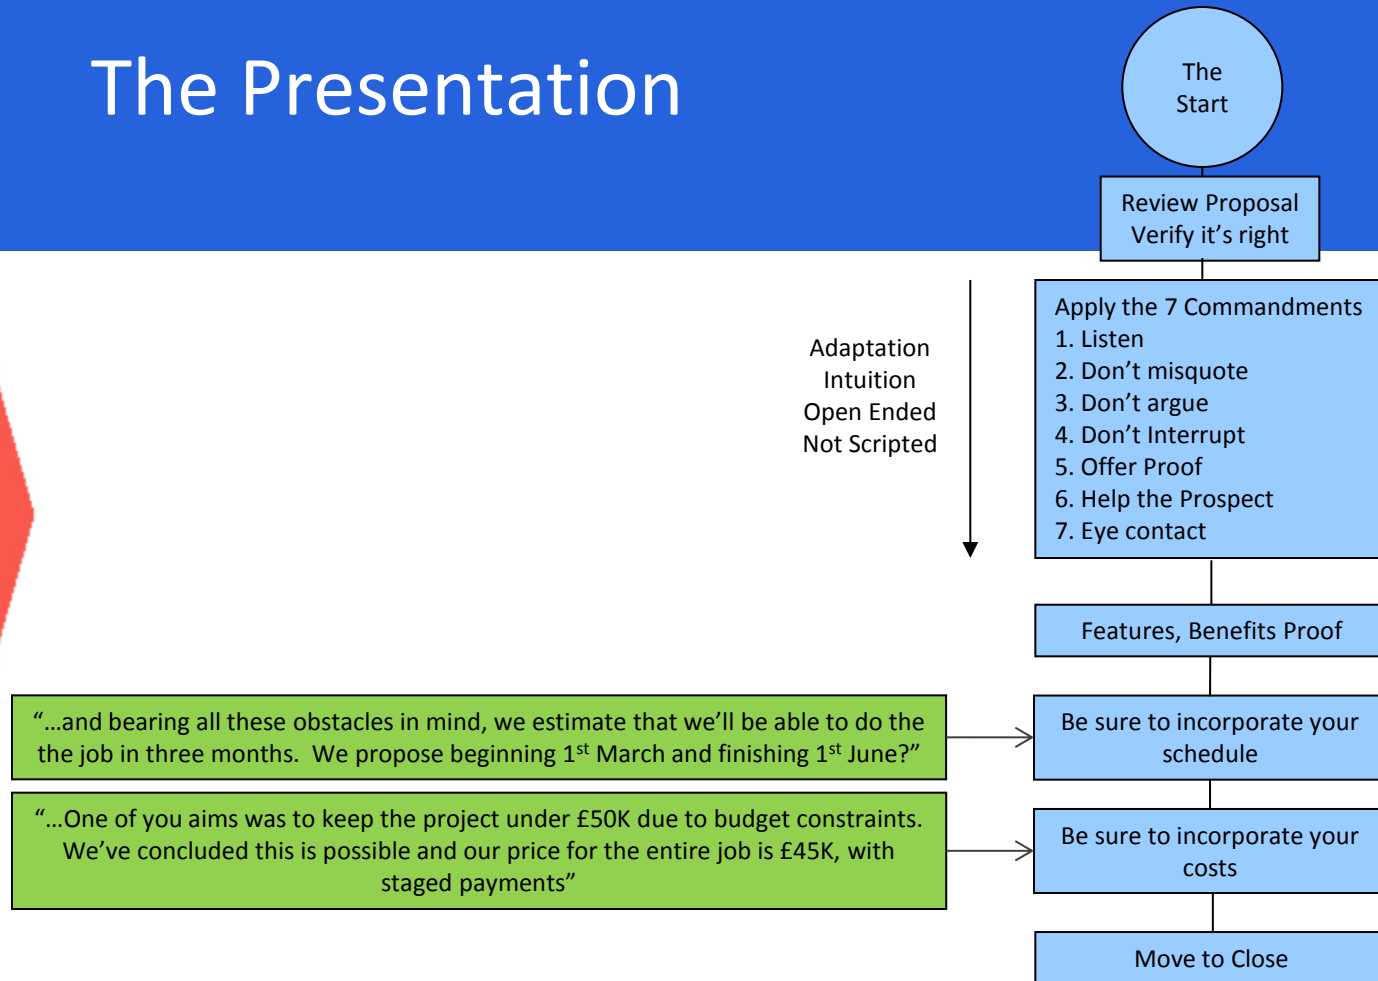 The Presentation
The
Start
Review Proposal
Verify it’s right
Adaptation
Intuition
Open Ended
Not Scripted
Apply the 7 Commandments
1. Listen
2. Don’t misquote
3. Don’t argue
4. Don’t Interrupt
5. Offer Proof
6. Help the Prospect
7. Eye contact
Features, Benefits Proof
“…and bearing all these obstacles in mind, we estimate that we’ll be able to do the
the job in three months.  We propose beginning 1st March and finishing 1st June?”
Be sure to incorporate your
schedule
“…One of you aims was to keep the project under £50K due to budget constraints.
We’ve concluded this is possible and our price for the entire job is £45K, with
staged payments”
Be sure to incorporate your
costs
Move to Close